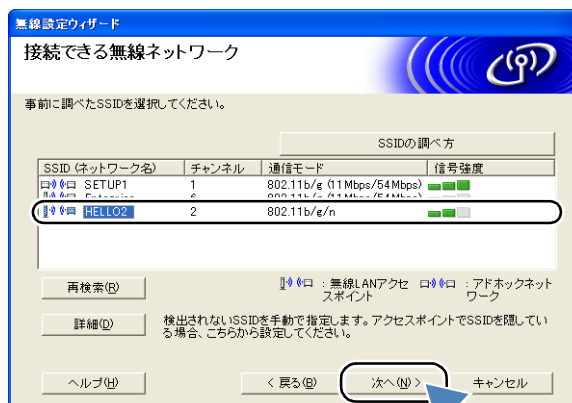 無線設定ウィザード
接続できる無線ネットワーク
事前に調べたSSIDを選択してください。
SSIDの調べ方
SSID (ネットワーク名) チャンネル 通信モード 信号強度
SETUP1 1 802.11b/g (11Mbps/54Mbps)
802.11b/g (11Mbps/54Mbps)
HELLO2 2 802.11b/g/n
再検索(R)
:無線LANアクセスポイント :アドホックネットワーク
詳細(D)
検出されないSSIDを手動で指定します。アクセスポイントでSSIDを隠してい
る場合、こちらから設定してください。
ヘルプ(H) < 戻る(B) 次へ(N) > キャンセル